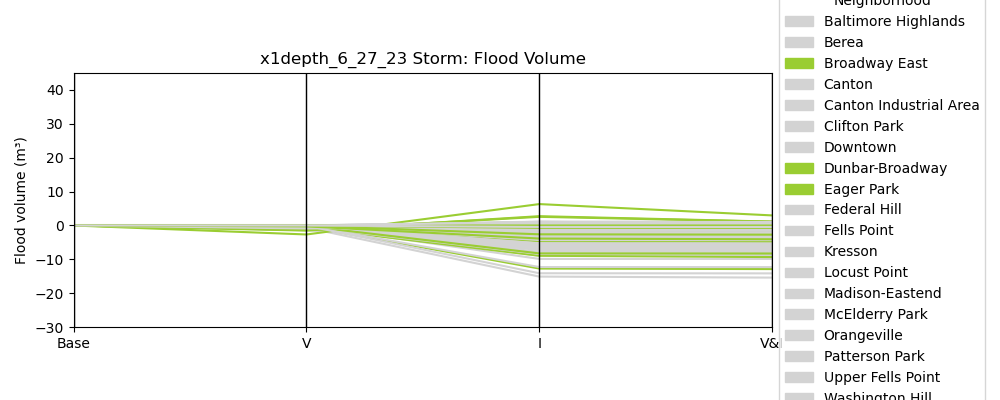 Neighborhood
x1depth_6_27_23 Storm: Flood Volume
Flood volume (m³)
40
30
20
10
0
−10
−20
−30
Base
V
I
V&
Baltimore Highlands
Berea
Broadway East
Canton
Canton Industrial Area
Clifton Park
Downtown
Dunbar-Broadway
Eager Park
Federal Hill
Fells Point
Kresson
Locust Point
Madison-Eastend
McElderry Park
Orangeville
Patterson Park
Upper Fells Point
Washington Hill